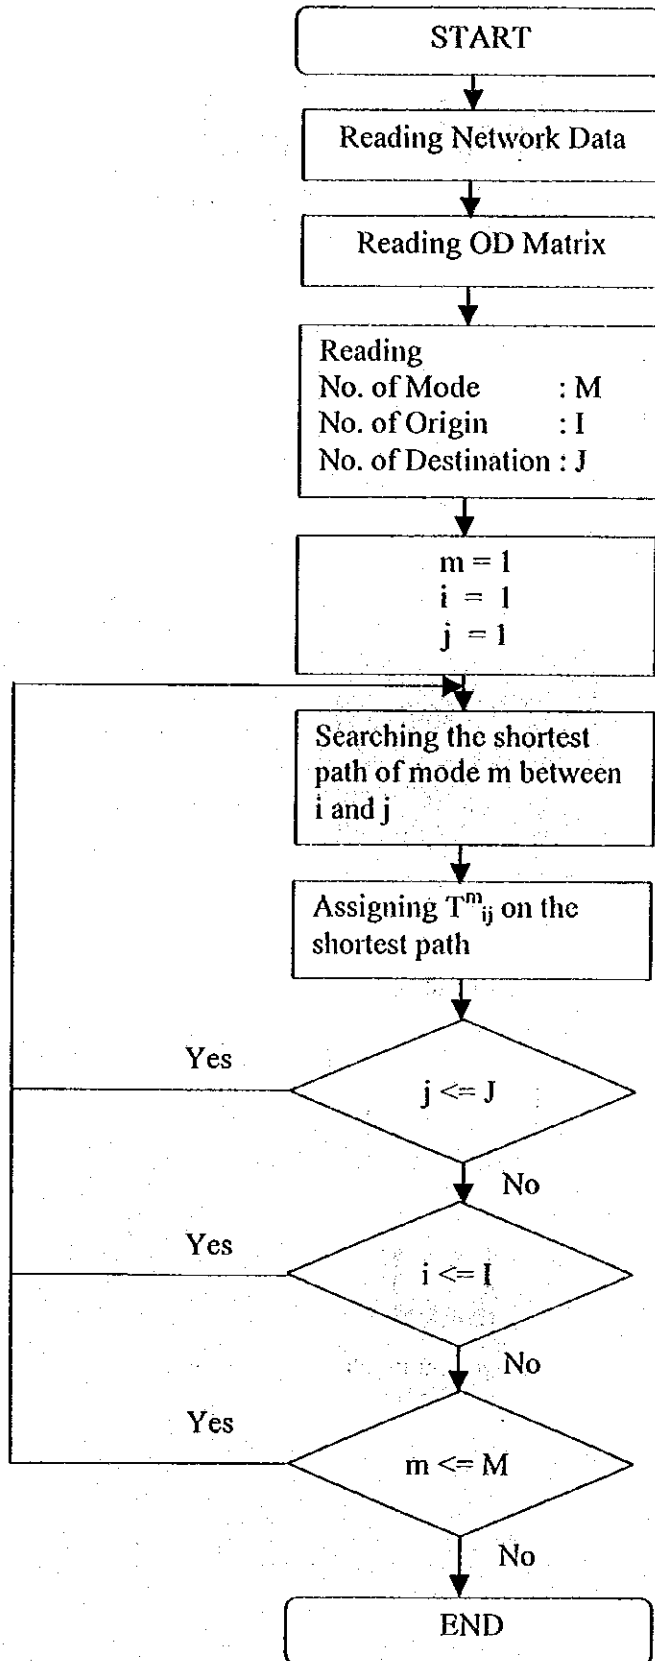 START
Reading Network Data
Reading OD Matrix
Reading
No. of Mode : M
No. of Origin : I
No. of Destination : J
m = 1
i = 1
j = 1
Searching the shortest
path of mode m between
i and j
Assigning T^m_ij on the
shortest path
Yes
j <= J
No
Yes
i <= I
No
Yes
m <= M
No
END